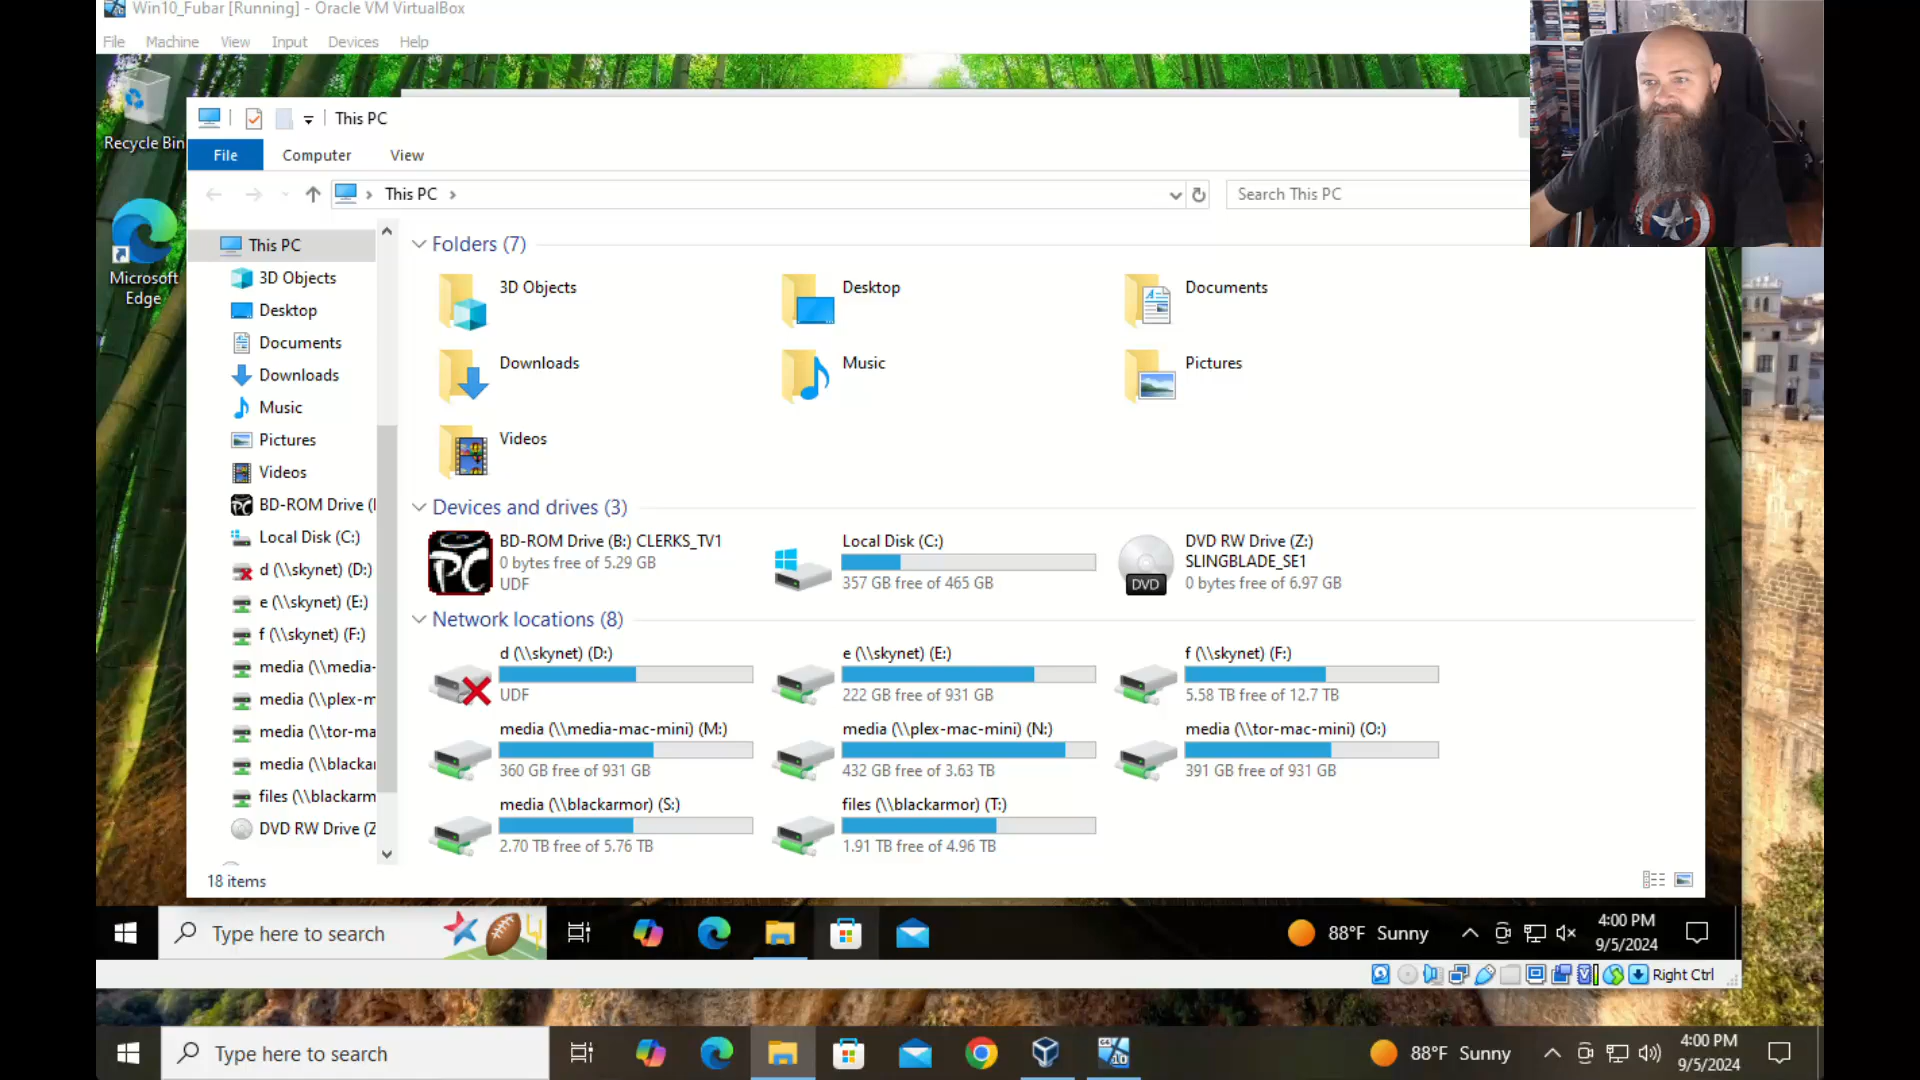 Win10_Fubar [Running] - Oracle VM VirtualBox
File Machine View Input Devices Help
Recycle Bin
Microsoft
Edge
This PC
File Computer View
This PC
Search This PC
This PC
3D Objects
Desktop
Documents
Downloads
Music
Pictures
Videos
BD-ROM Drive (
Local Disk (C:)
d (\\skynet) (D:)
e (\\skynet) (E:)
f (\\skynet) (F:)
media (\\media-
media (\\plex-m
media (\\tor-ma
media (\\blackar
files (\\blackarm
DVD RW Drive (Z
18 items
Folders (7)
3D Objects
Desktop
Documents
Downloads
Music
Pictures
Videos
Devices and drives (3)
PC
BD-ROM Drive (B:) CLERKS_TV1
0 bytes free of 5.29 GB
UDF
Local Disk (C:)
357 GB free of 465 GB
DVD
DVD RW Drive (Z:)
SLINGBLADE_SE1
0 bytes free of 6.97 GB
Network locations (8)
d (\\skynet) (D:)
UDF
e (\\skynet) (E:)
222 GB free of 931 GB
f (\\skynet) (F:)
5.58 TB free of 12.7 TB
media (\\media-mac-mini) (M:)
360 GB free of 931 GB
media (\\plex-mac-mini) (N:)
432 GB free of 3.63 TB
media (\\tor-mac-mini) (O:)
391 GB free of 931 GB
media (\\blackarmor) (S:)
2.70 TB free of 5.76 TB
files (\\blackarmor) (T:)
1.91 TB free of 4.96 TB
Type here to search
88°F Sunny
4:00 PM
9/5/2024
Right Ctrl
Type here to search
88°F Sunny
4:00 PM
9/5/2024